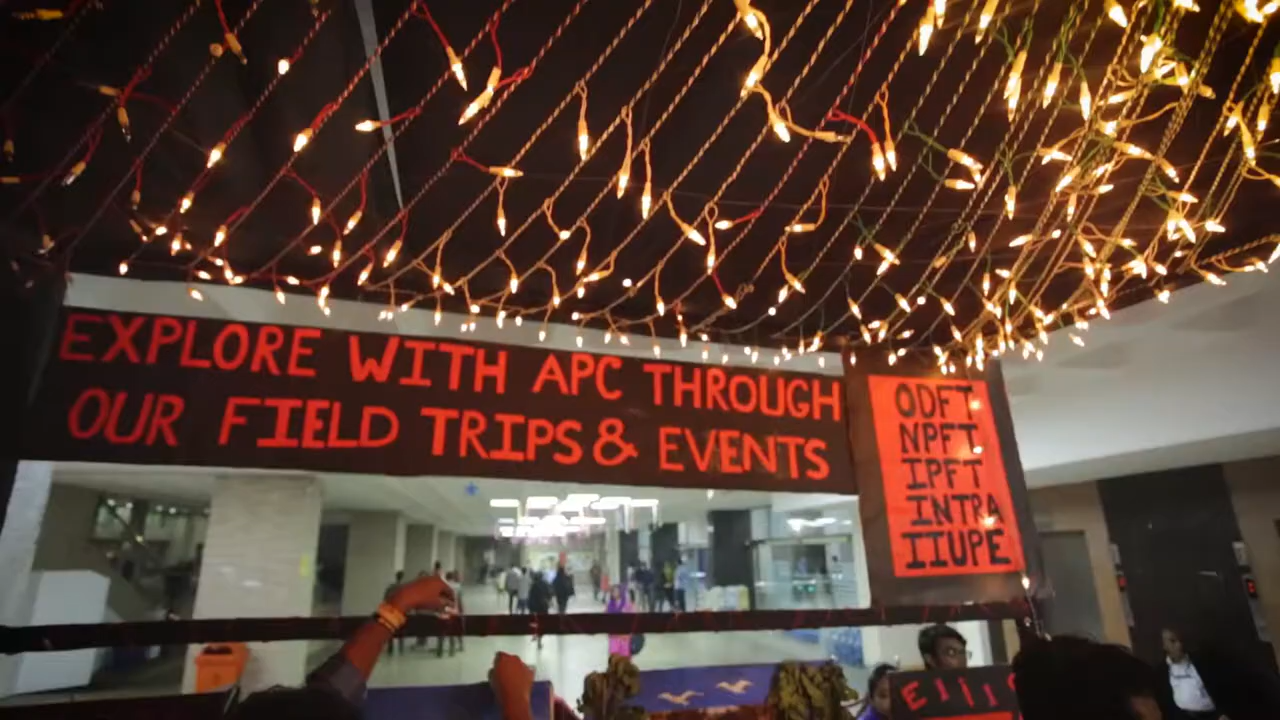 EXPLORE WITH APC THROUGH
OUR FIELD TRIPS & EVENTS
ODFT
NPFT
IPFT
INTRA
IIUPE